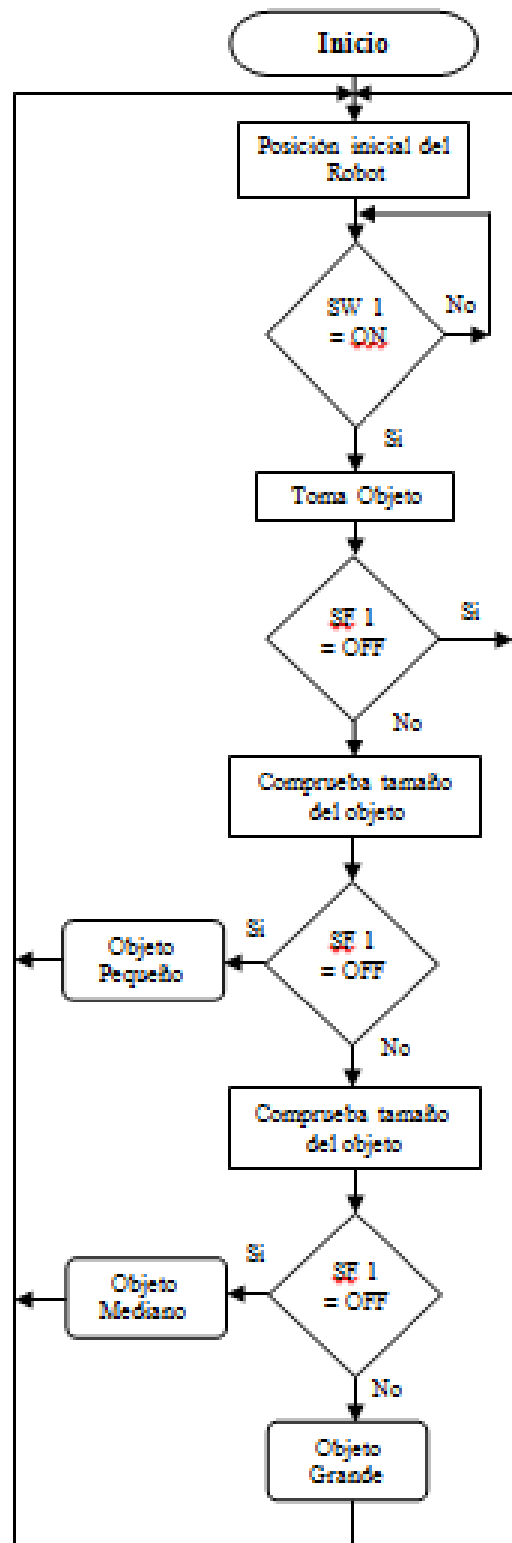 Inicio
Posición inicial del
Robot
SW 1
= ON
No
Si
Toma Objeto
SF 1
= OFF
Si
No
Comprueba tamaño
del objeto
SF 1
= OFF
Si
Objeto
Pequeño
No
Comprueba tamaño
del objeto
SF 1
= OFF
Si
Objeto
Mediano
No
Objeto
Grande